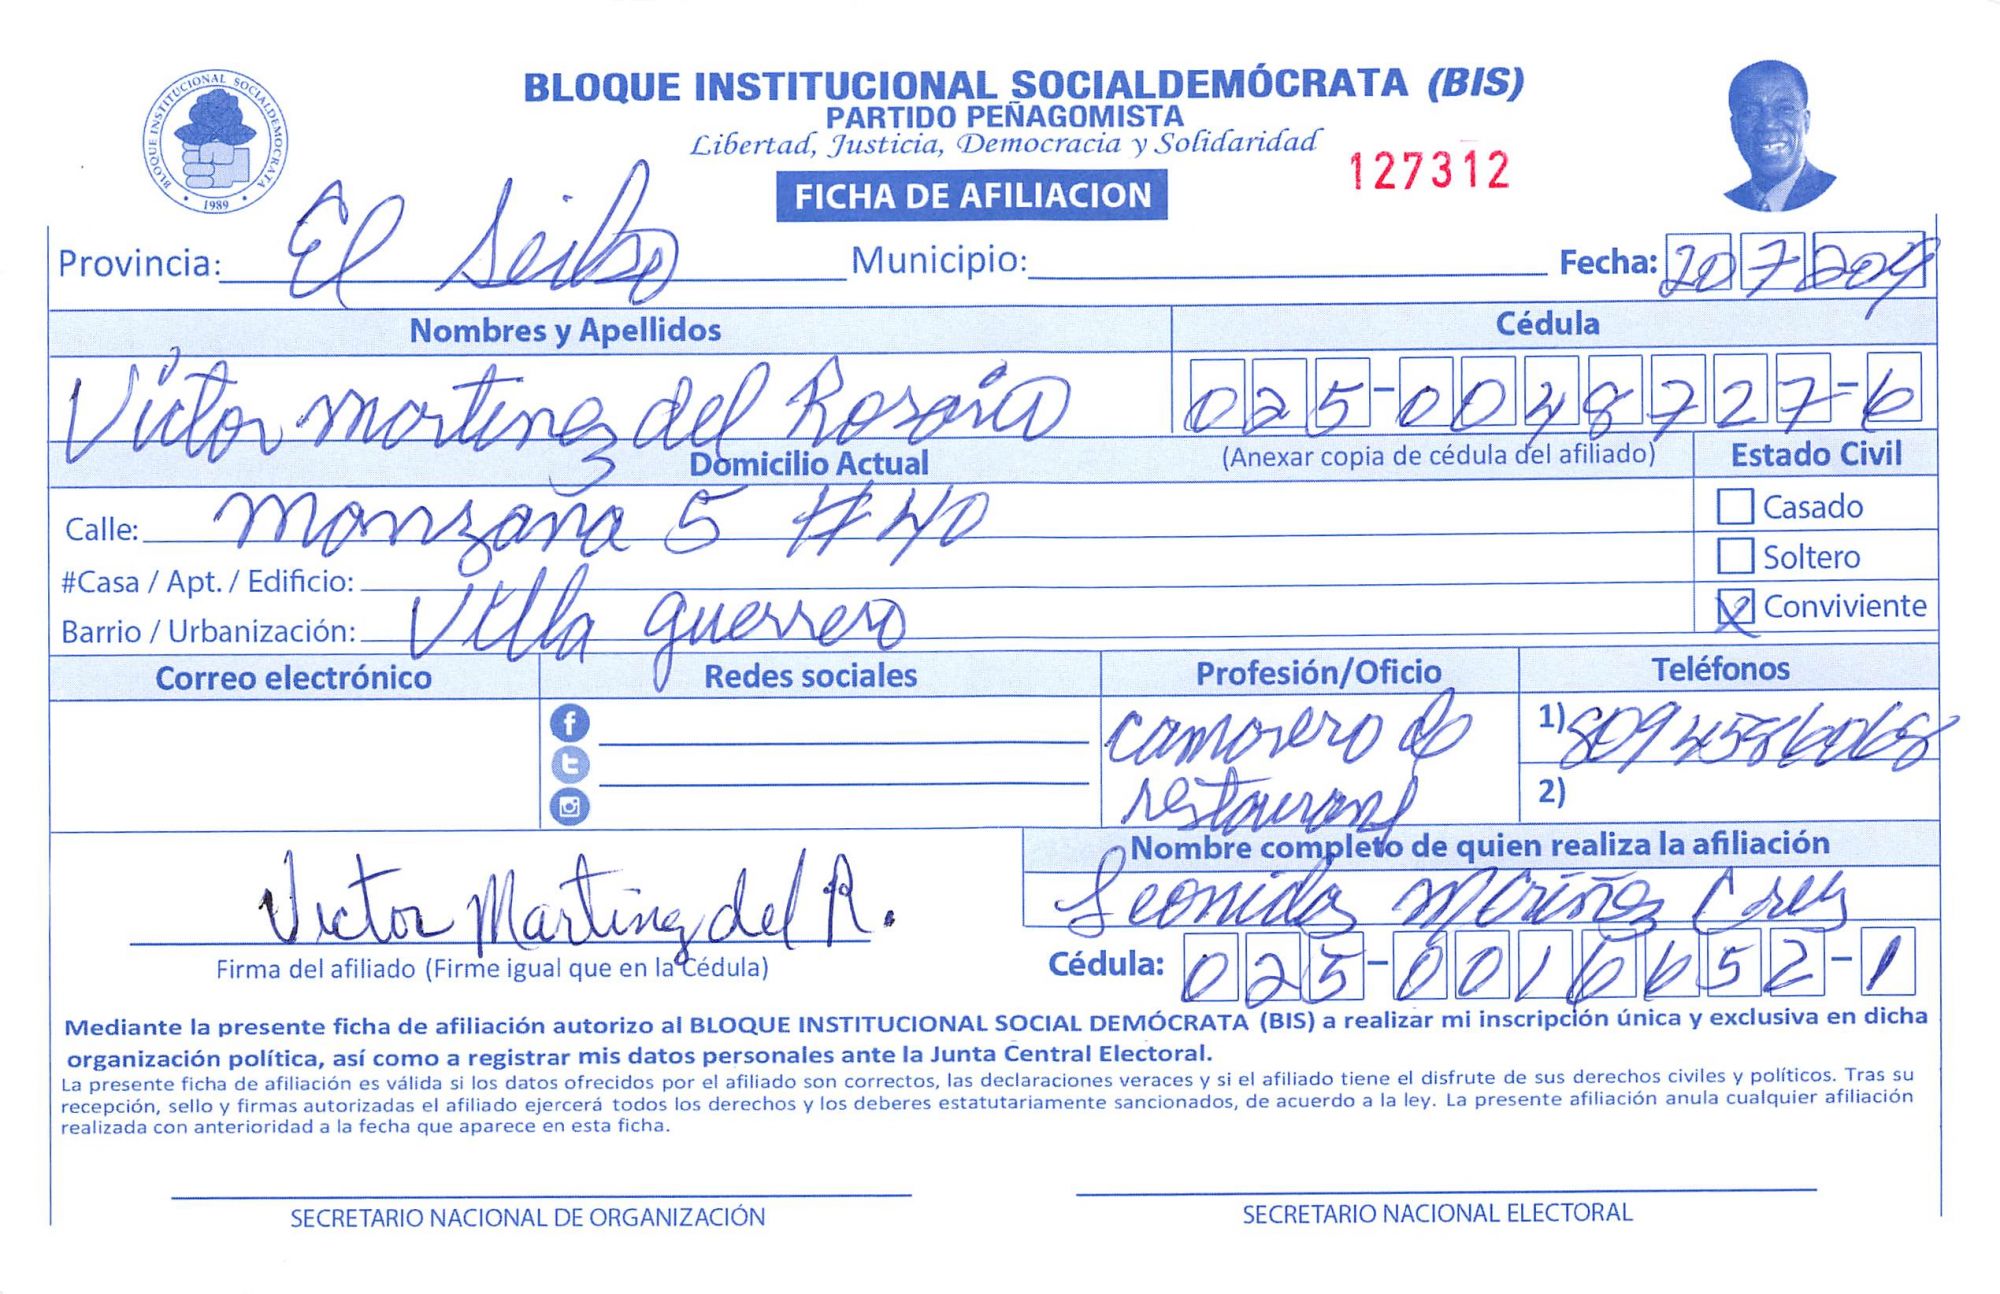 BLOQUE INSTITUCIONAL SOCIALDEMOCRATA
1989
BLOQUE INSTITUCIONAL SOCIALDEMÓCRATA (BIS)
PARTIDO PEÑAGOMISTA
Libertad, Justicia, Democracia y Solidaridad
127312
FICHA DE AFILIACION
Provincia: El Seibo Municipio: Fecha: 20 7 2019
Nombres y Apellidos Cédula
Victor martinez del Rosario 025-0048727-6
Domicilio Actual (Anexar copia de cédula del afiliado) Estado Civil
Calle: Manzana 5 # 40 Casado
#Casa / Apt. / Edificio: Soltero
Barrio / Urbanización: Villa guerrero X Conviviente
Correo electrónico Redes sociales Profesión/Oficio Teléfonos
camarero de 1) 809 4586068
restaurant 2)
Nombre completo de quien realiza la afiliación
Leonidas Cruz
Victor Martinez del R.
Firma del afiliado (Firme igual que en la Cédula) Cédula: 025-0016652-1
Mediante la presente ficha de afiliación autorizo al BLOQUE INSTITUCIONAL SOCIAL DEMÓCRATA (BIS) a realizar mi inscripción única y exclusiva en dicha
organización política, así como a registrar mis datos personales ante la Junta Central Electoral.
La presente ficha de afiliación es válida si los datos ofrecidos por el afiliado son correctos, las declaraciones veraces y si el afiliado tiene el disfrute de sus derechos civiles y políticos. Tras su
recepción, sello y firmas autorizadas el afiliado ejercerá todos los derechos y los deberes estatutariamente sancionados, de acuerdo a la ley. La presente afiliación anula cualquier afiliación
realizada con anterioridad a la fecha que aparece en esta ficha.
SECRETARIO NACIONAL DE ORGANIZACIÓN SECRETARIO NACIONAL ELECTORAL